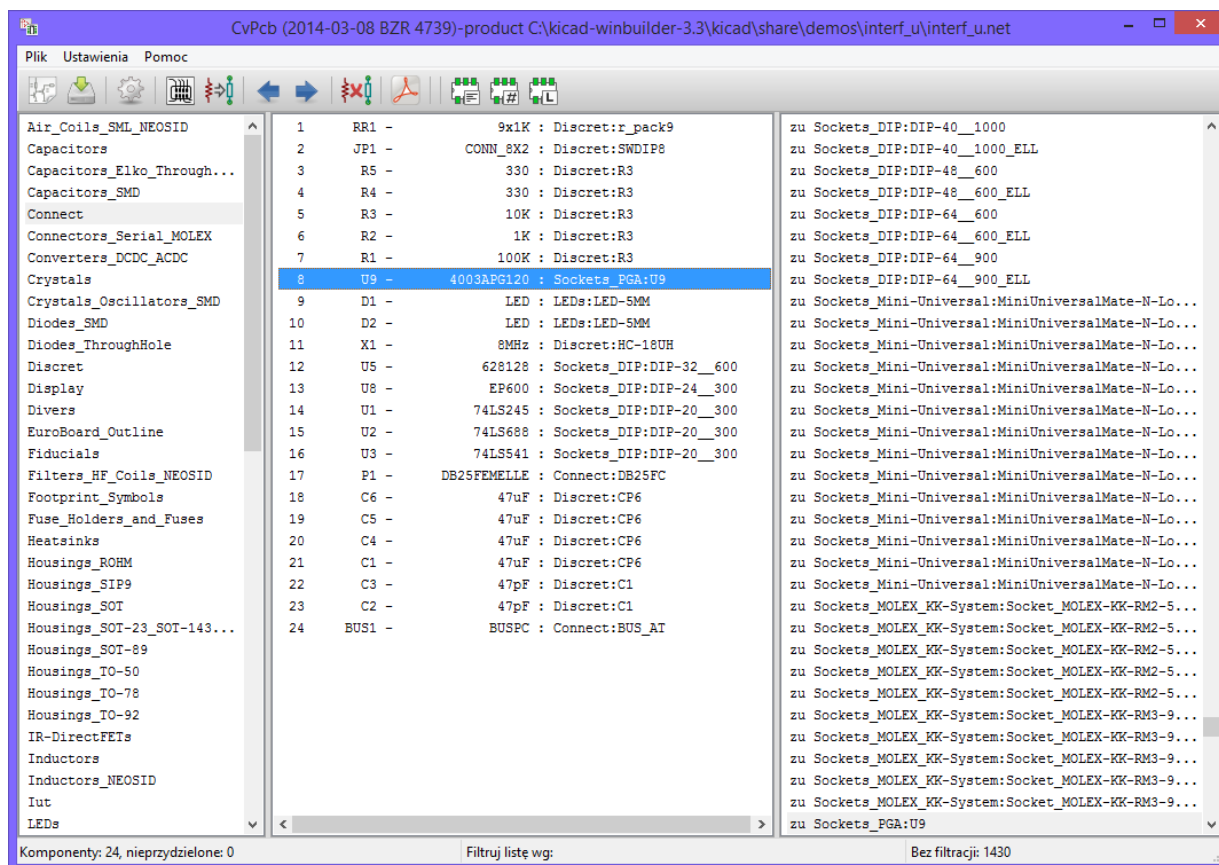 CvPcb (2014-03-08 BZR 4739)-product C:\kicad-winbuilder-3.3\kicad\share\demos\interf_u\interf_u.net
Plik Ustawienia Pomoc
Air_Coils_SML_NEOSID
Capacitors
Capacitors_Elko_Through...
Capacitors_SMD
Connect
Connectors_Serial_MOLEX
Converters_DCDC_ACDC
Crystals
Crystals_Oscillators_SMD
Diodes_SMD
Diodes_ThroughHole
Discret
Display
Divers
EuroBoard_Outline
Fiducials
Filters_HF_Coils_NEOSID
Footprint_Symbols
Fuse_Holders_and_Fuses
Heatsinks
Housings_ROHM
Housings_SIP9
Housings_SOT
Housings_SOT-23_SOT-143...
Housings_SOT-89
Housings_TO-50
Housings_TO-78
Housings_TO-92
IR-DirectFETs
Inductors
Inductors_NEOSID
Iut
LEDs
1 RR1 - 9x1K : Discret:r_pack9
2 JP1 - CONN_8X2 : Discret:SWDIP8
3 R5 - 330 : Discret:R3
4 R4 - 330 : Discret:R3
5 R3 - 10K : Discret:R3
6 R2 - 1K : Discret:R3
7 R1 - 100K : Discret:R3
8 U9 - 4003APG120 : Sockets_PGA:U9
9 D1 - LED : LEDs:LED-5MM
10 D2 - LED : LEDs:LED-5MM
11 X1 - 8MHz : Discret:HC-18UH
12 U5 - 628128 : Sockets_DIP:DIP-32__600
13 U8 - EP600 : Sockets_DIP:DIP-24__300
14 U1 - 74LS245 : Sockets_DIP:DIP-20__300
15 U2 - 74LS688 : Sockets_DIP:DIP-20__300
16 U3 - 74LS541 : Sockets_DIP:DIP-20__300
17 P1 - DB25FEMELLE : Connect:DB25FC
18 C6 - 47uF : Discret:CP6
19 C5 - 47uF : Discret:CP6
20 C4 - 47uF : Discret:CP6
21 C1 - 47uF : Discret:CP6
22 C3 - 47pF : Discret:C1
23 C2 - 47pF : Discret:C1
24 BUS1 - BUSPC : Connect:BUS_AT
zu Sockets_DIP:DIP-40__1000
zu Sockets_DIP:DIP-40__1000_ELL
zu Sockets_DIP:DIP-48__600
zu Sockets_DIP:DIP-48__600_ELL
zu Sockets_DIP:DIP-64__600
zu Sockets_DIP:DIP-64__600_ELL
zu Sockets_DIP:DIP-64__900
zu Sockets_DIP:DIP-64__900_ELL
zu Sockets_Mini-Universal:MiniUniversalMate-N-Lo...
zu Sockets_Mini-Universal:MiniUniversalMate-N-Lo...
zu Sockets_Mini-Universal:MiniUniversalMate-N-Lo...
zu Sockets_Mini-Universal:MiniUniversalMate-N-Lo...
zu Sockets_Mini-Universal:MiniUniversalMate-N-Lo...
zu Sockets_Mini-Universal:MiniUniversalMate-N-Lo...
zu Sockets_Mini-Universal:MiniUniversalMate-N-Lo...
zu Sockets_Mini-Universal:MiniUniversalMate-N-Lo...
zu Sockets_Mini-Universal:MiniUniversalMate-N-Lo...
zu Sockets_Mini-Universal:MiniUniversalMate-N-Lo...
zu Sockets_Mini-Universal:MiniUniversalMate-N-Lo...
zu Sockets_Mini-Universal:MiniUniversalMate-N-Lo...
zu Sockets_Mini-Universal:MiniUniversalMate-N-Lo...
zu Sockets_Mini-Universal:MiniUniversalMate-N-Lo...
zu Sockets_MOLEX_KK-System:Socket_MOLEX-KK-RM2-5...
zu Sockets_MOLEX_KK-System:Socket_MOLEX-KK-RM2-5...
zu Sockets_MOLEX_KK-System:Socket_MOLEX-KK-RM2-5...
zu Sockets_MOLEX_KK-System:Socket_MOLEX-KK-RM2-5...
zu Sockets_MOLEX_KK-System:Socket_MOLEX-KK-RM2-5...
zu Sockets_MOLEX_KK-System:Socket_MOLEX-KK-RM3-9...
zu Sockets_MOLEX_KK-System:Socket_MOLEX-KK-RM3-9...
zu Sockets_MOLEX_KK-System:Socket_MOLEX-KK-RM3-9...
zu Sockets_MOLEX_KK-System:Socket_MOLEX-KK-RM3-9...
zu Sockets_MOLEX_KK-System:Socket_MOLEX-KK-RM3-9...
zu Sockets_PGA:U9
Komponenty: 24, nieprzydzielone: 0
Filtruj listę wg:
Bez filtracji: 1430